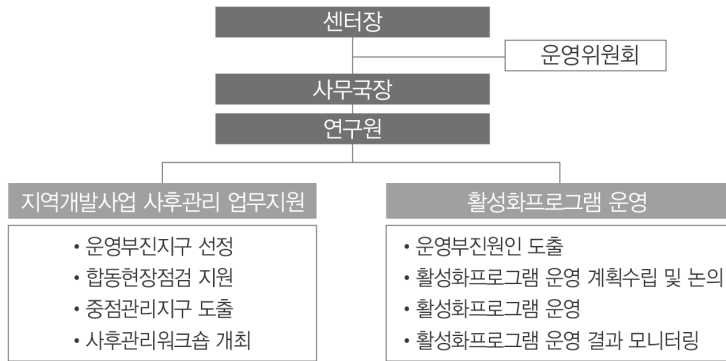 센터장
운영위원회
사무국장
연구원
지역개발사업 사후관리 업무지원
• 운영부진지구 선정
• 합동현장점검 지원
• 중점관리지구 도출
• 사후관리워크숍 개최
활성화프로그램 운영
• 운영부진원인 도출
• 활성화프로그램 운영 계획수립 및 논의
• 활성화프로그램 운영
• 활성화프로그램 운영 결과 모니터링